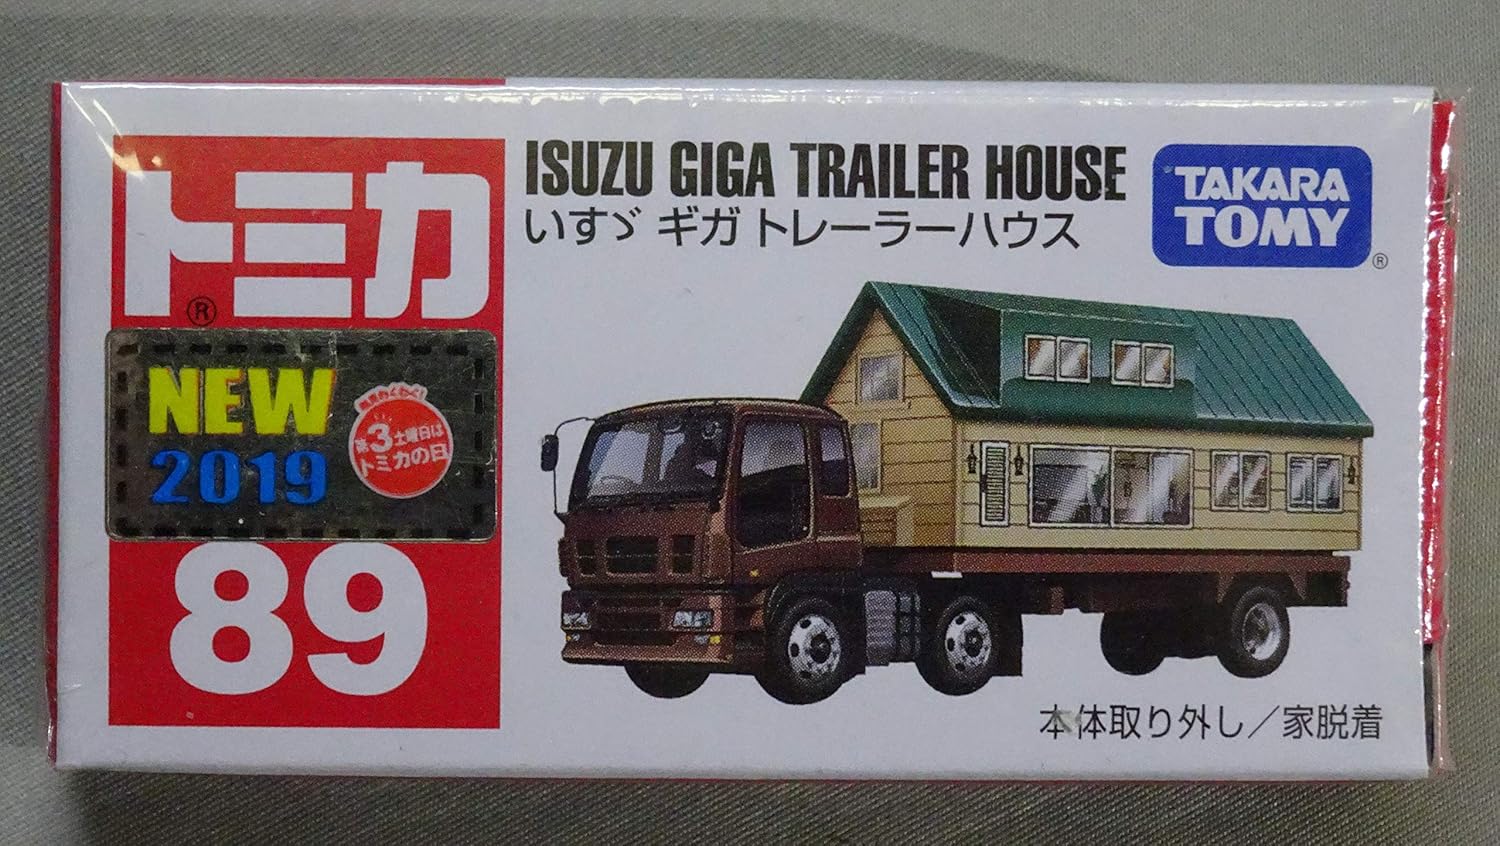 トミカ
®
NEW
2019
第3土曜日は
トミカの日
89
ISUZU GIGA TRAILER HOUSE
いすゞ ギガ トレーラーハウス
TAKARA
TOMY
®
本体取り外し/家脱着